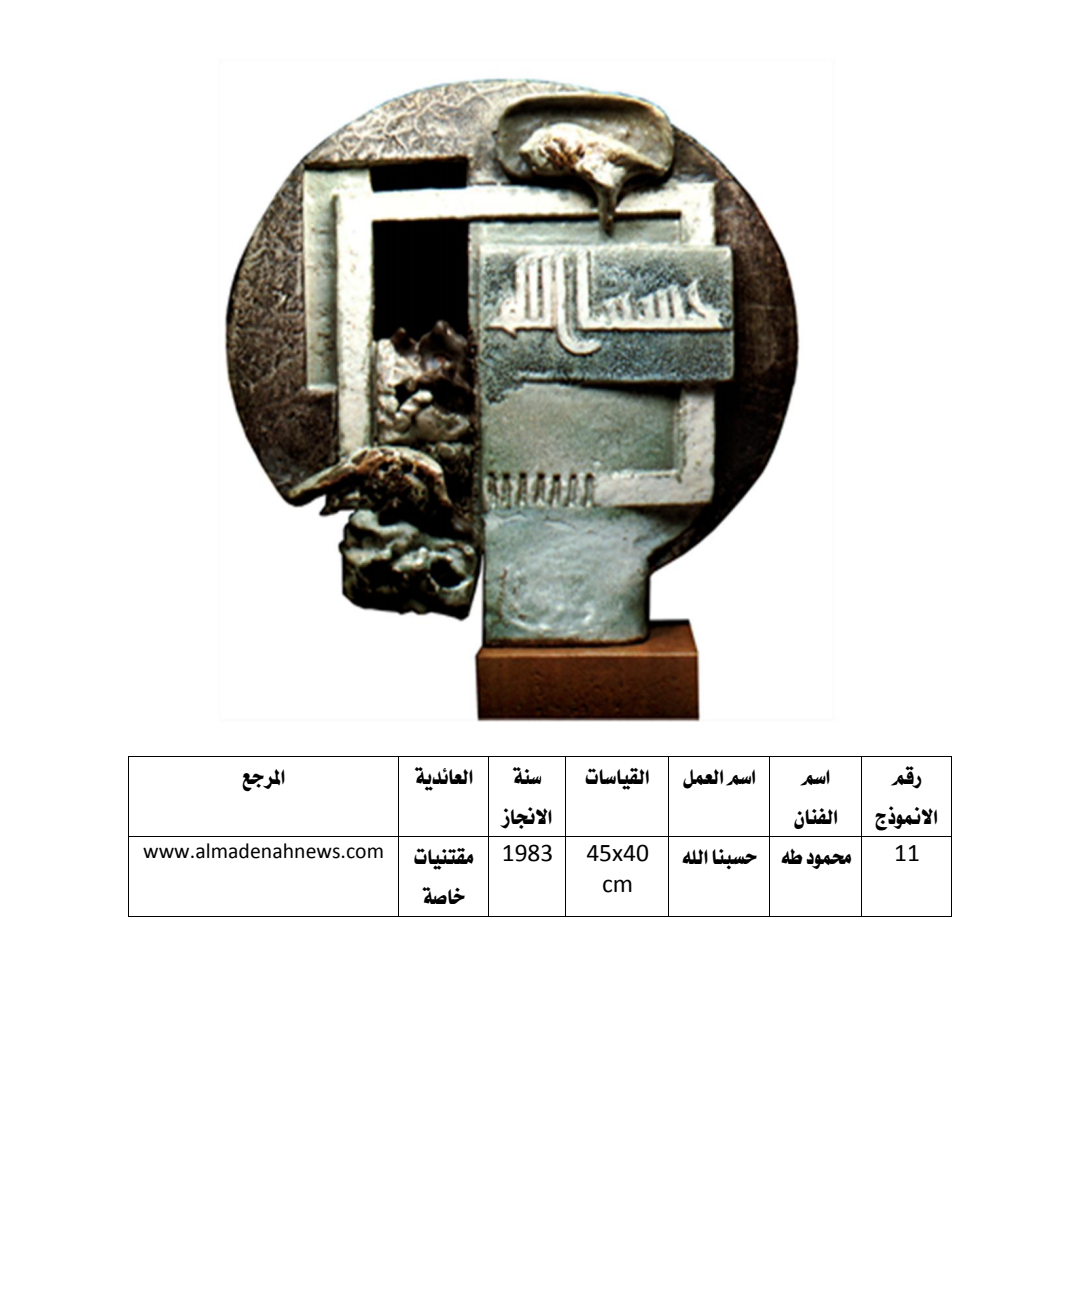 حسبنا الله
رقم الانموذج	اسم الفنان	اسم العمل	القياسات	سنة الانجاز	العائدية	المرجع
11	محمود طه	حسبنا الله	45x40 cm	1983	مقتنيات خاصة	www.almadenahnews.com